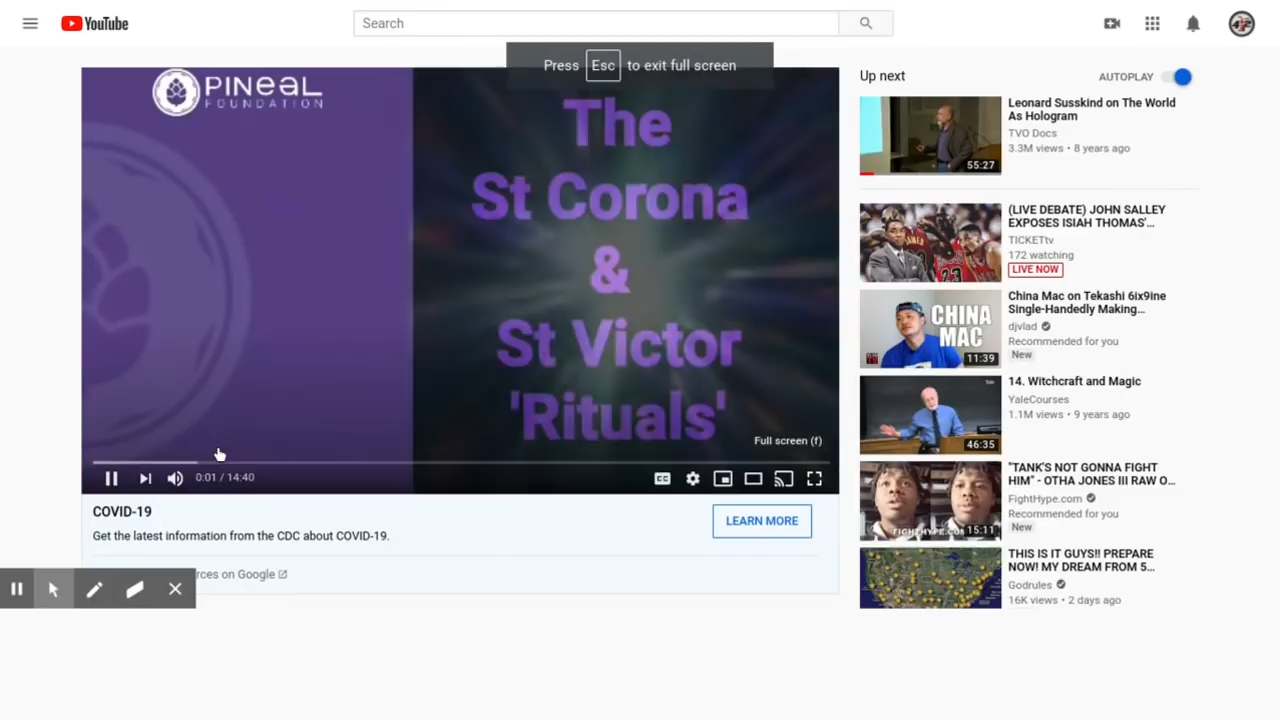 YouTube
Search
Press Esc to exit full screen
PINEAL
FOUNDATION
The
St Corona
&
St Victor
'Rituals'
Full screen (f)
0:01 / 14:40
CC
COVID-19
Get the latest information from the CDC about COVID-19.
LEARN MORE
rces on Google
Up next
AUTOPLAY
Leonard Susskind on The World
As Hologram
TVO Docs
3.3M views • 8 years ago
55:27
(LIVE DEBATE) JOHN SALLEY
EXPOSES ISIAH THOMAS'...
TICKETtv
172 watching
LIVE NOW
China Mac on Tekashi 6ix9ine
Single-Handedly Making...
djvlad
Recommended for you
New
CHINA
MAC
11:39
14. Witchcraft and Magic
YaleCourses
1.1M views • 9 years ago
46:35
"TANK'S NOT GONNA FIGHT
HIM" - OTHA JONES III RAW O...
FightHype.com
Recommended for you
New
FIGHTHYPE.COM
15:11
THIS IS IT GUYS!! PREPARE
NOW! MY DREAM FROM 5...
Godrules
16K views • 2 days ago